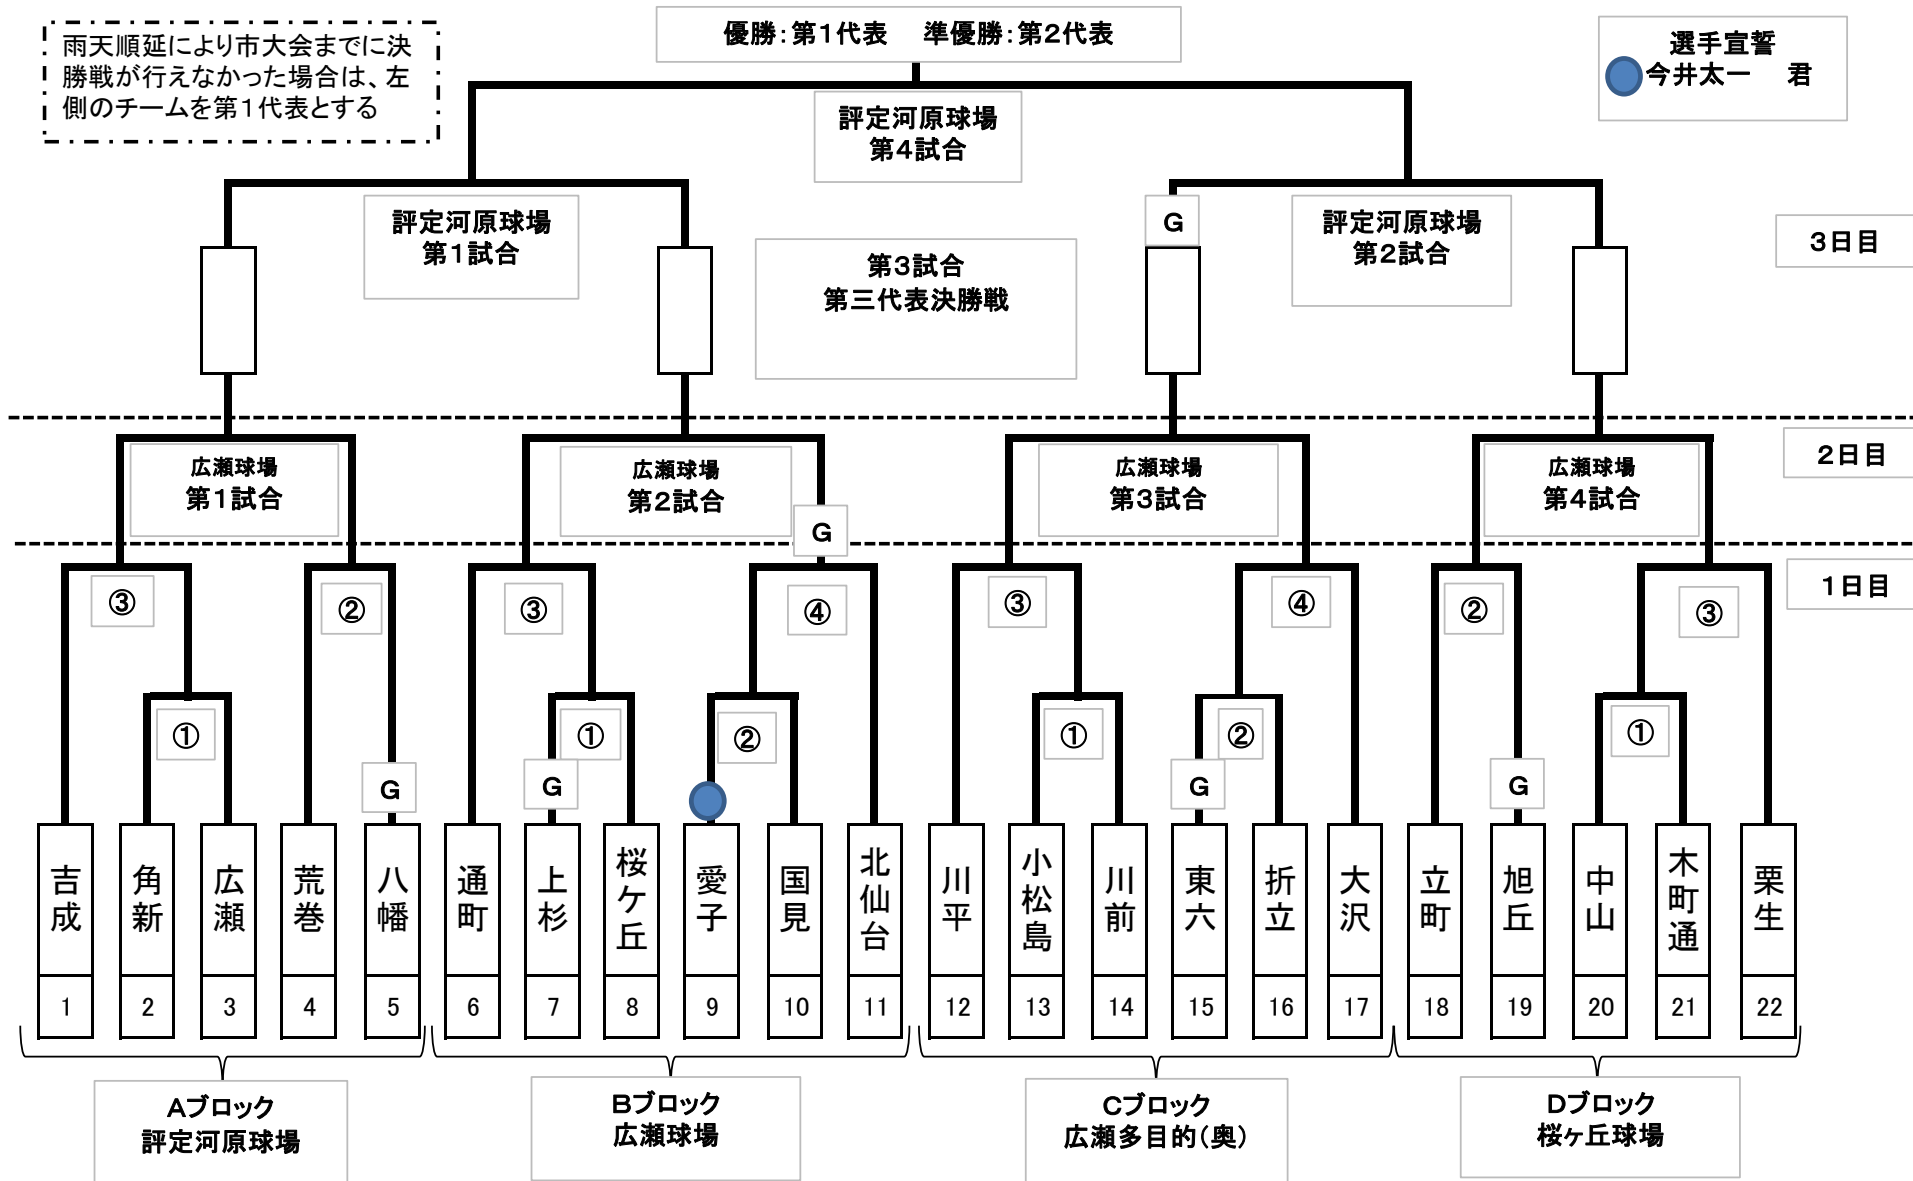 雨天順延により市大会までに決
勝戦が行えなかった場合は、左
側のチームを第1代表とする
優勝:第1代表　準優勝:第2代表
選手宣誓
今井太一　君
評定河原球場
第4試合
評定河原球場
第1試合
G
評定河原球場
第2試合
3日目
第3試合
第三代表決勝戦
2日目
広瀬球場
第1試合
広瀬球場
第2試合
広瀬球場
第3試合
広瀬球場
第4試合
G
1日目
③
②
③
④
③
④
②
③
①
①
②
①
②
①
G
G
G
G
吉成
角新
広瀬
荒巻
八幡
通町
上杉
桜ケ丘
愛子
国見
北仙台
川平
小松島
川前
東六
折立
大沢
立町
旭丘
中山
木町通
栗生
1
2
3
4
5
6
7
8
9
10
11
12
13
14
15
16
17
18
19
20
21
22
Aブロック
評定河原球場
Bブロック
広瀬球場
Cブロック
広瀬多目的(奥)
Dブロック
桜ヶ丘球場